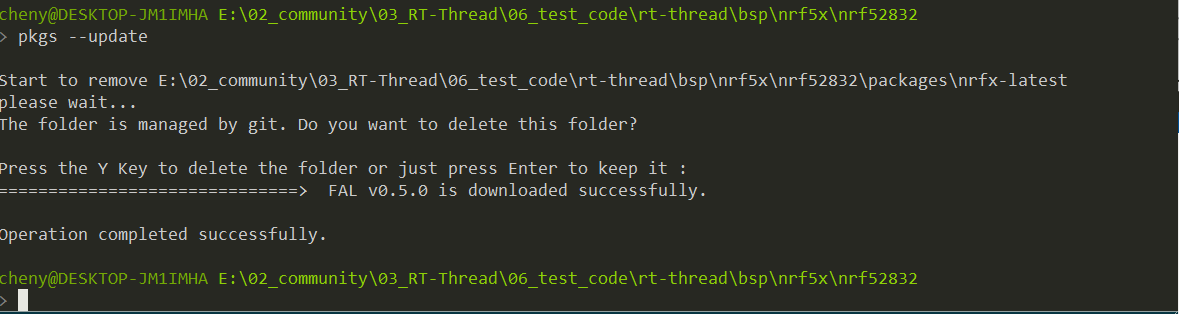 cheny@DESKTOP-JM1IMHA E:\02_community\03_RT-Thread\06_test_code\rt-thread\bsp\nrf5x\nrf52832
> pkgs --update
Start to remove E:\02_community\03_RT-Thread\06_test_code\rt-thread\bsp\nrf5x\nrf52832\packages\nrfx-latest
please wait...
The folder is managed by git. Do you want to delete this folder?
Press the Y Key to delete the folder or just press Enter to keep it :
==============================>  FAL v0.5.0 is downloaded successfully.
Operation completed successfully.
cheny@DESKTOP-JM1IMHA E:\02_community\03_RT-Thread\06_test_code\rt-thread\bsp\nrf5x\nrf52832
>